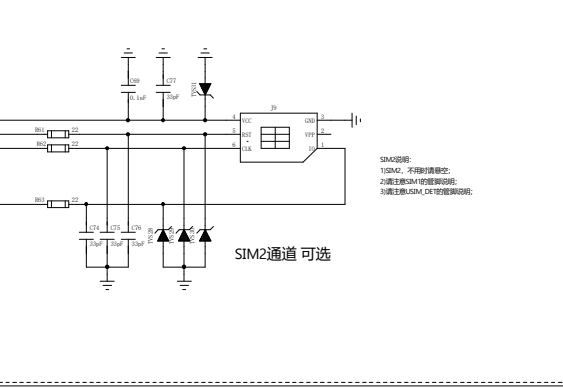 C69
0.1uF
C77
33pF
TVS11
J9
4 VCC GND 3
5 RST VPP 2
6 CLK IO 1
R61 22
R62 22
R63 22
SIM2说明:
1)SIM2，不用时请悬空;
2)请注意SIM1的管脚说明;
3)请注意USIM_DET的管脚说明;
C74
33pF
C75
33pF
C76
33pF
SIM2通道 可选